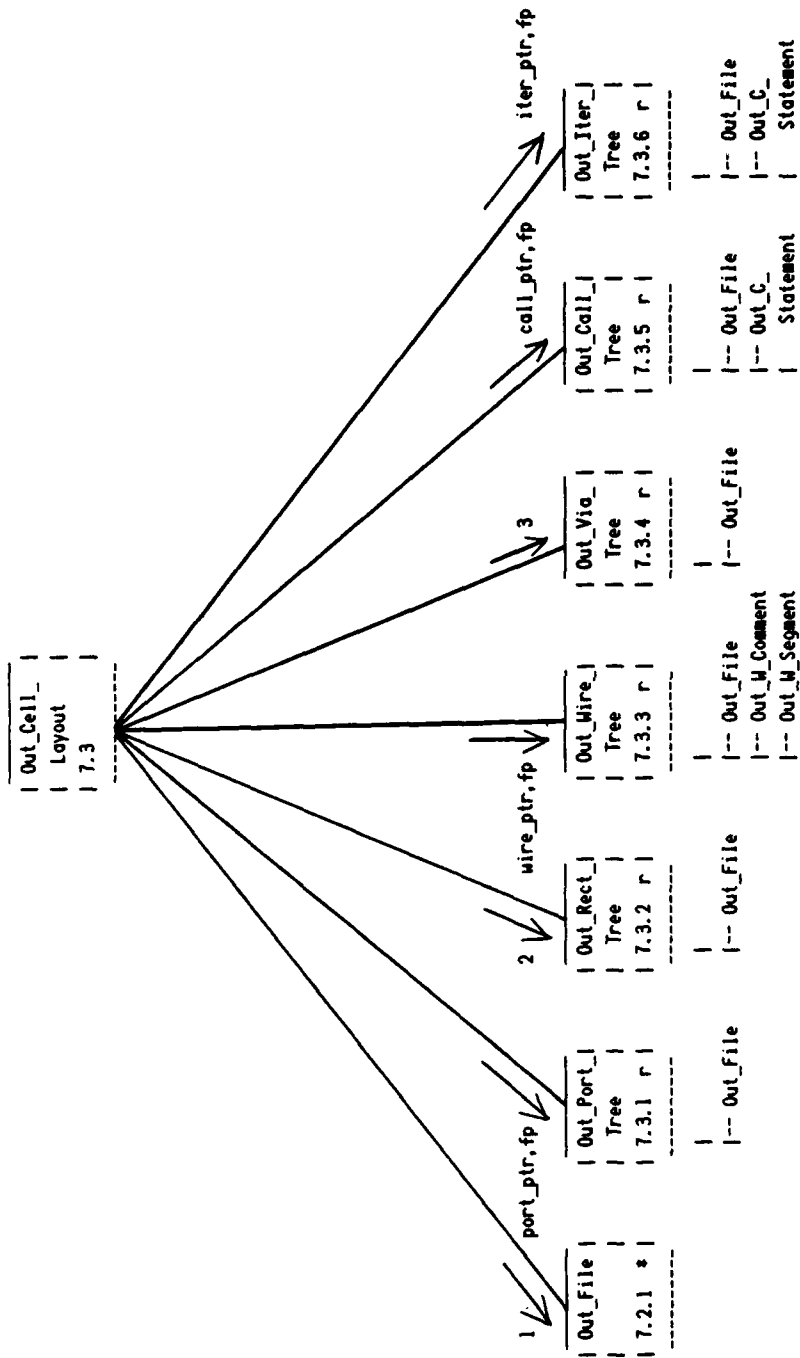 | Out_Cell_ |
| Layout |
| 7.3 |
-----------
1
port_ptr,fp
2
wire_ptr,fp
3
call_ptr,fp
iter_ptr,fp
| Out_File |
| |
| 7.2.1 * |
-----------
| Out_Port_|
| Tree |
| 7.3.1 r |
-----------
|
|-- Out_File
| Out_Rect_|
| Tree |
| 7.3.2 r |
-----------
|
|-- Out_File
| Out_Wire_|
| Tree |
| 7.3.3 r |
-----------
|
|-- Out_File
|-- Out_W_Comment
|-- Out_W_Segment
| Out_Via_ |
| Tree |
| 7.3.4 r |
-----------
|
|-- Out_File
| Out_Call_|
| Tree |
| 7.3.5 r |
-----------
|
|-- Out_File
|-- Out_C_
| Statement
| Out_Iter_|
| Tree |
| 7.3.6 r |
-----------
|
|-- Out_File
|-- Out_C_
| Statement